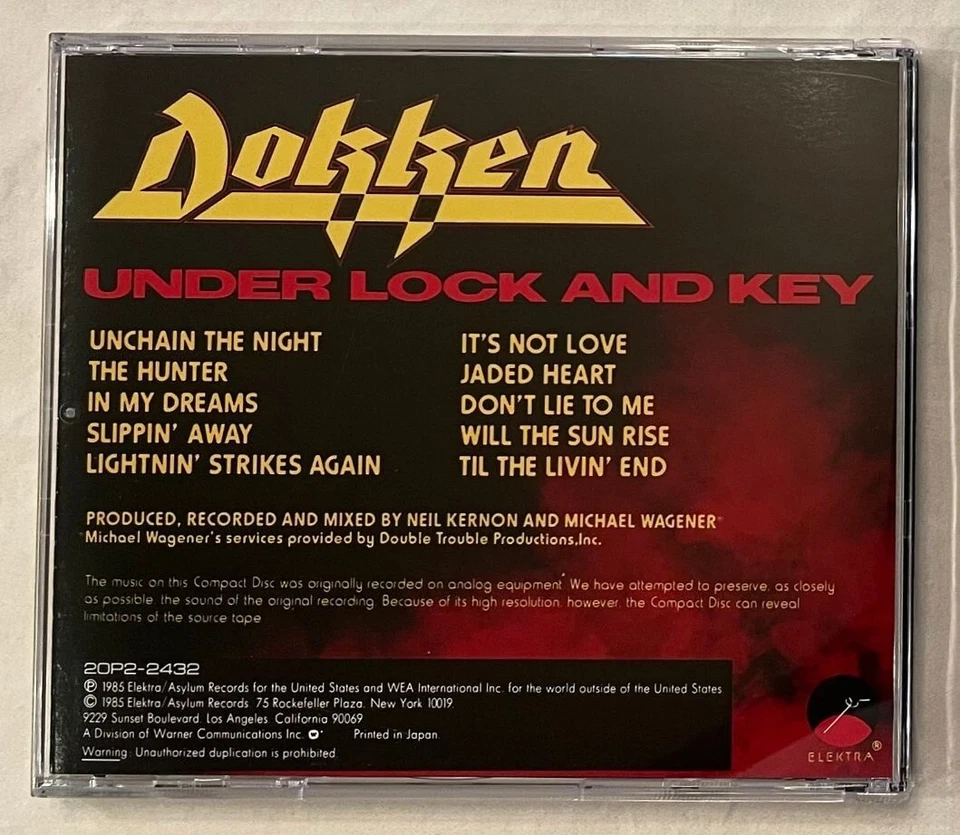 Dokken
UNDER LOCK AND KEY
UNCHAIN THE NIGHT
THE HUNTER
IN MY DREAMS
SLIPPIN' AWAY
LIGHTNIN' STRIKES AGAIN
IT'S NOT LOVE
JADED HEART
DON'T LIE TO ME
WILL THE SUN RISE
TIL THE LIVIN' END
PRODUCED, RECORDED AND MIXED BY NEIL KERNON AND MICHAEL WAGENER*
Michael Wagener's services provided by Double Trouble Productions,Inc.
The music on this Compact Disc was originally recorded on analog equipment. We have attempted to preserve, as closely
as possible, the sound of the original recording. Because of its high resolution, however, the Compact Disc can reveal
limitations of the source tape
20P2-2432
℗ 1985 Elektra/Asylum Records for the United States and WEA International Inc. for the world outside of the United States
© 1985 Elektra/Asylum Records 75 Rockefeller Plaza, New York 10019
9229 Sunset Boulevard, Los Angeles, California 90069
A Division of Warner Communications Inc. Printed in Japan.
Warning: Unauthorized duplication is prohibited.
ELEKTRA®